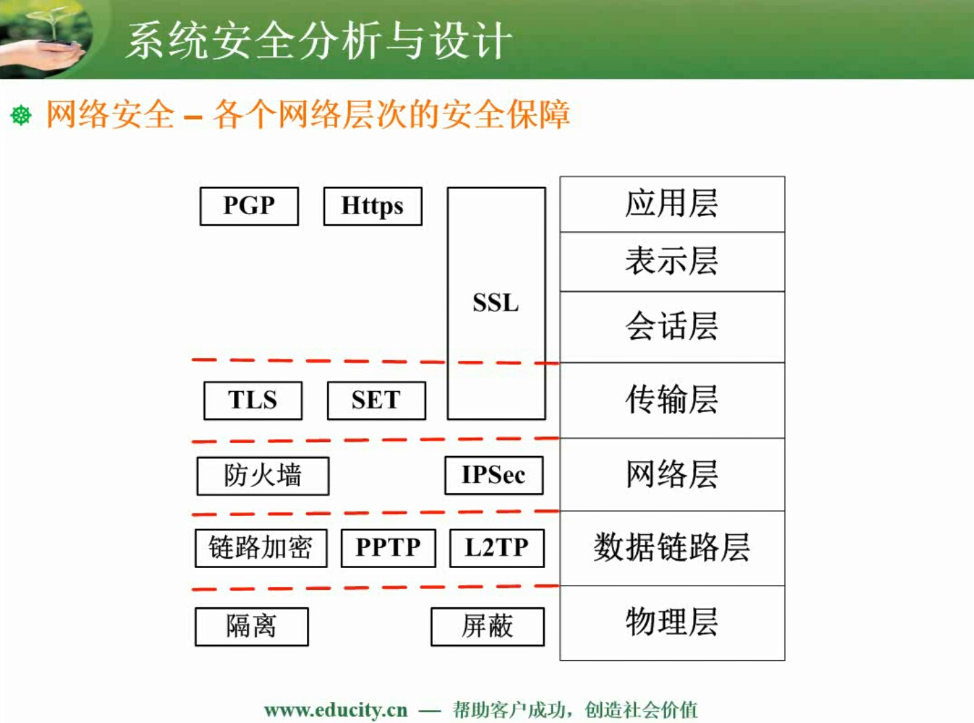 系统安全分析与设计
网络安全 – 各个网络层次的安全保障
PGP Https 应用层
表示层
SSL
会话层
TLS SET 传输层
防火墙 IPSec 网络层
链路加密 PPTP L2TP 数据链路层
隔离 屏蔽 物理层
www.educity.cn — 帮助客户成功，创造社会价值